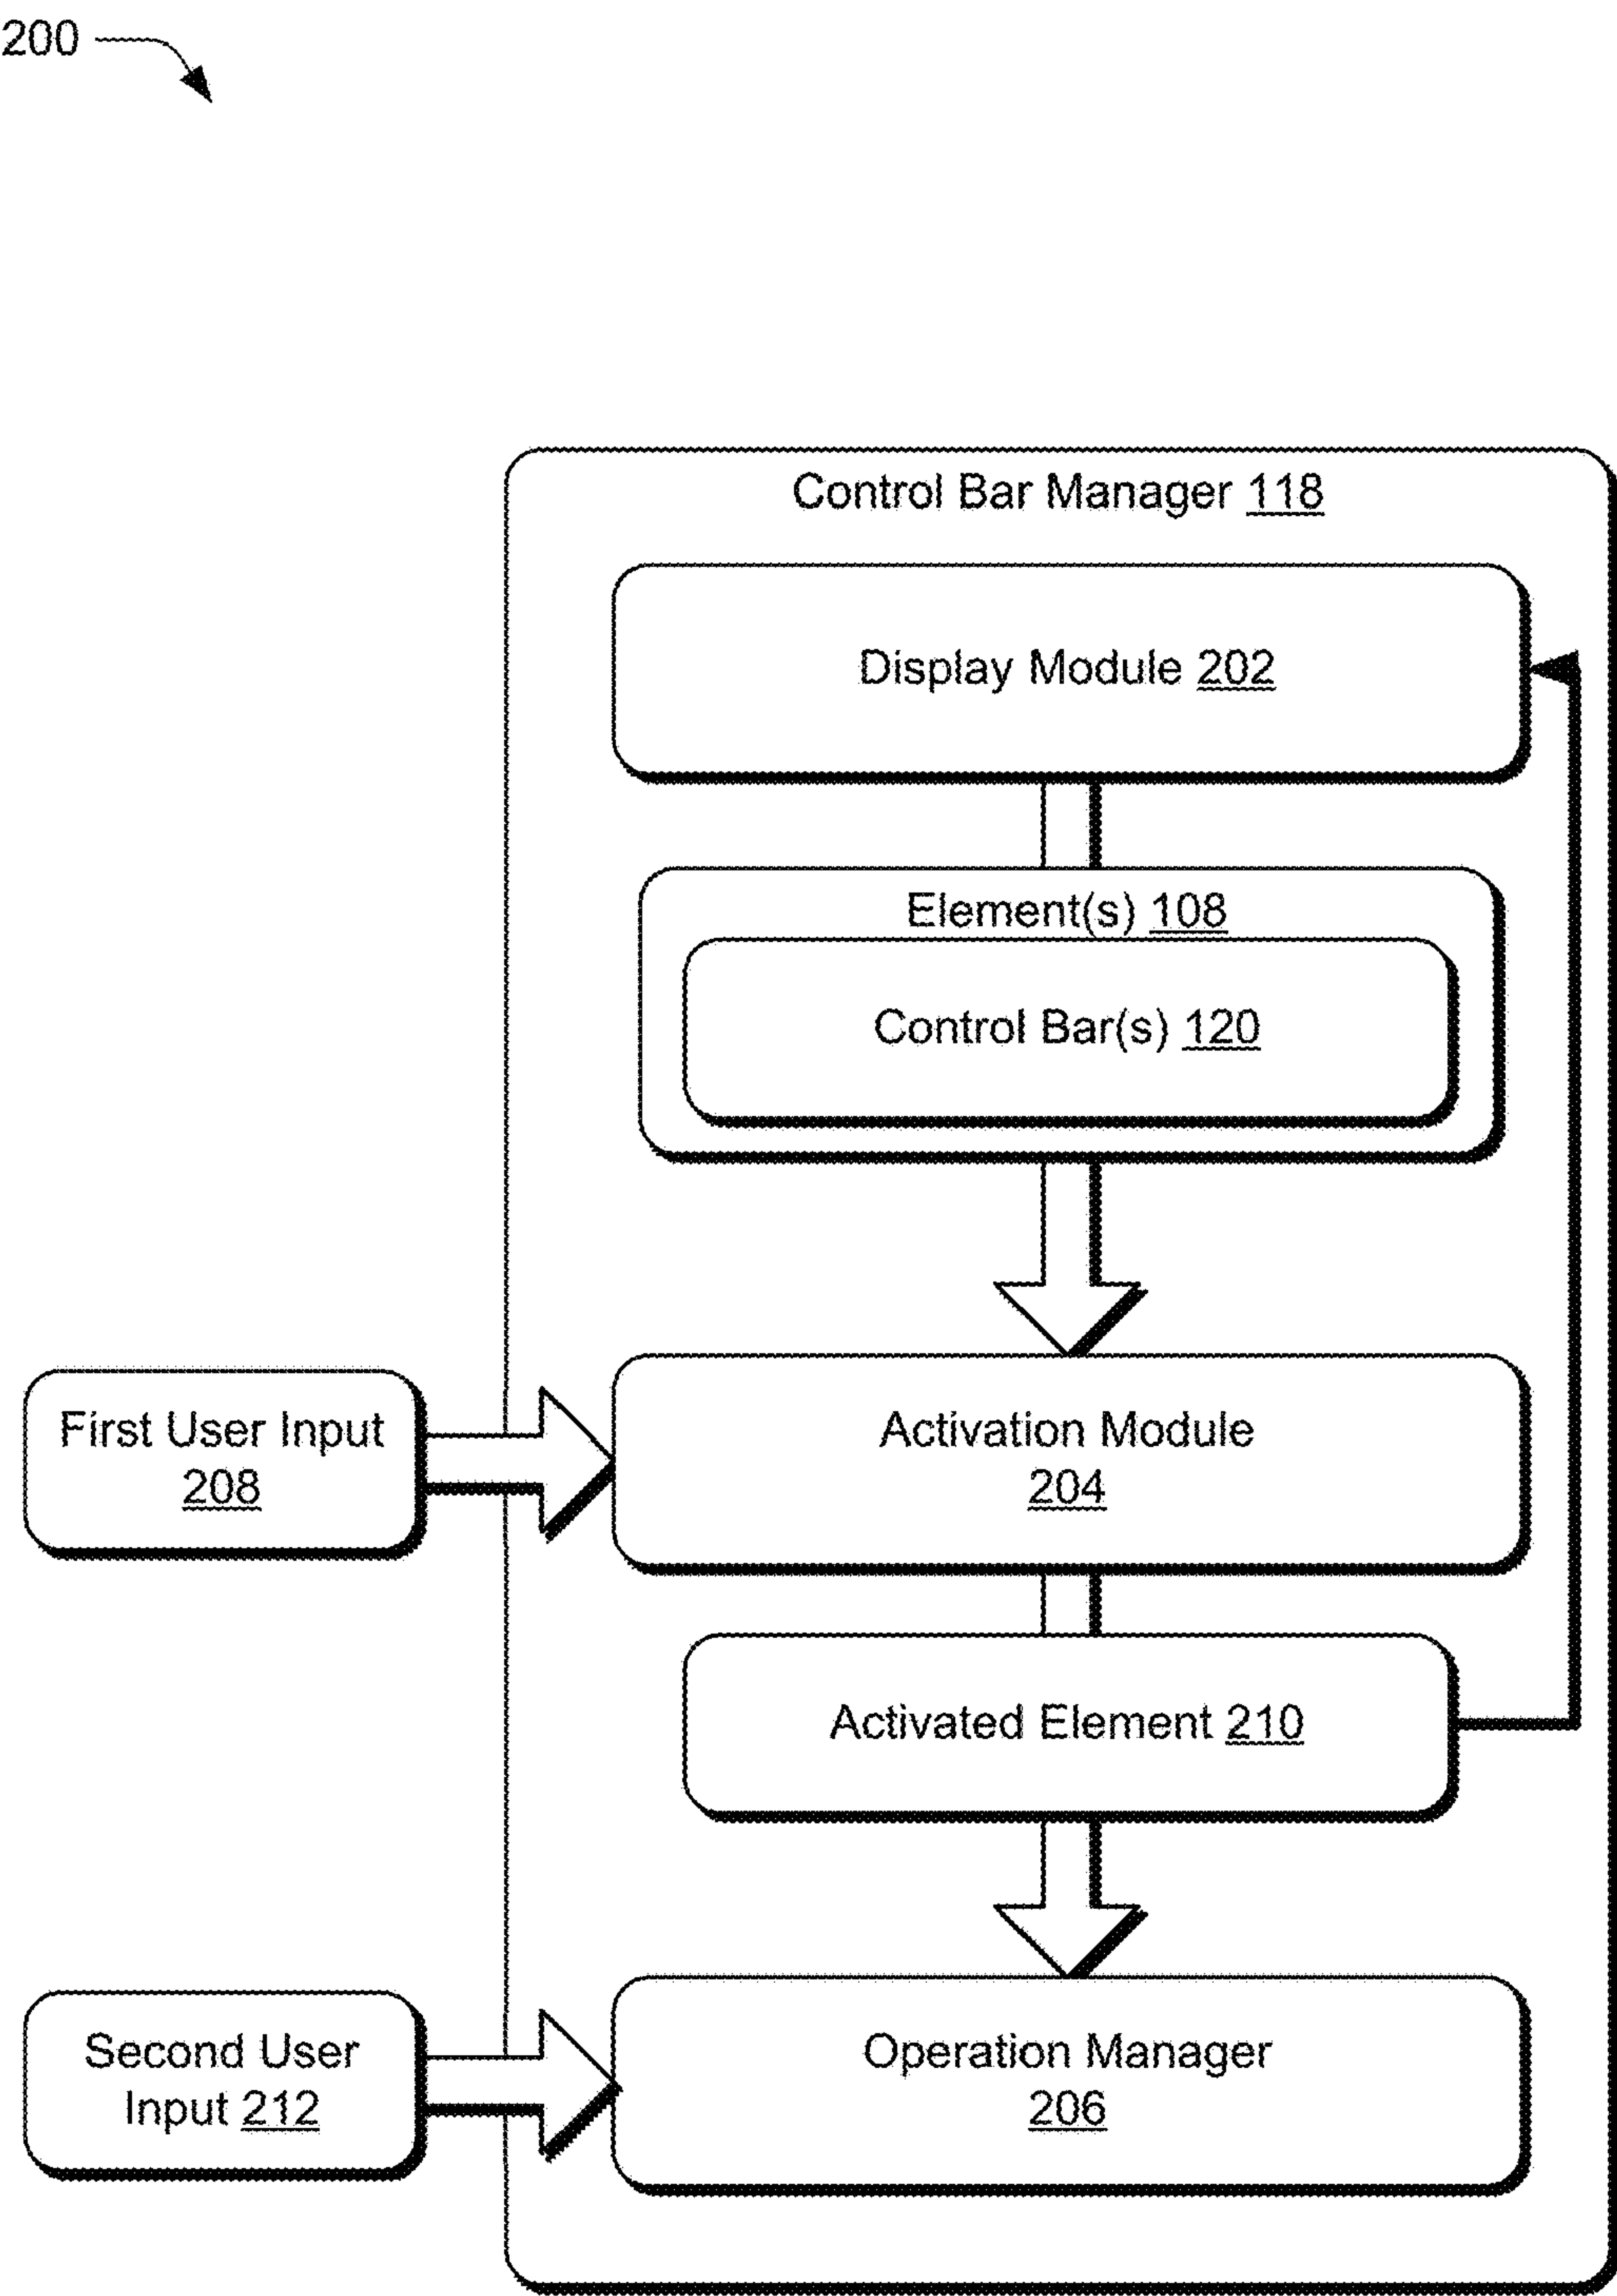 200
Control Bar Manager 118
Display Module 202
Element(s) 108
Control Bar(s) 120
First User Input
208
Activation Module
204
Activated Element 210
Second User
Input 212
Operation Manager
206